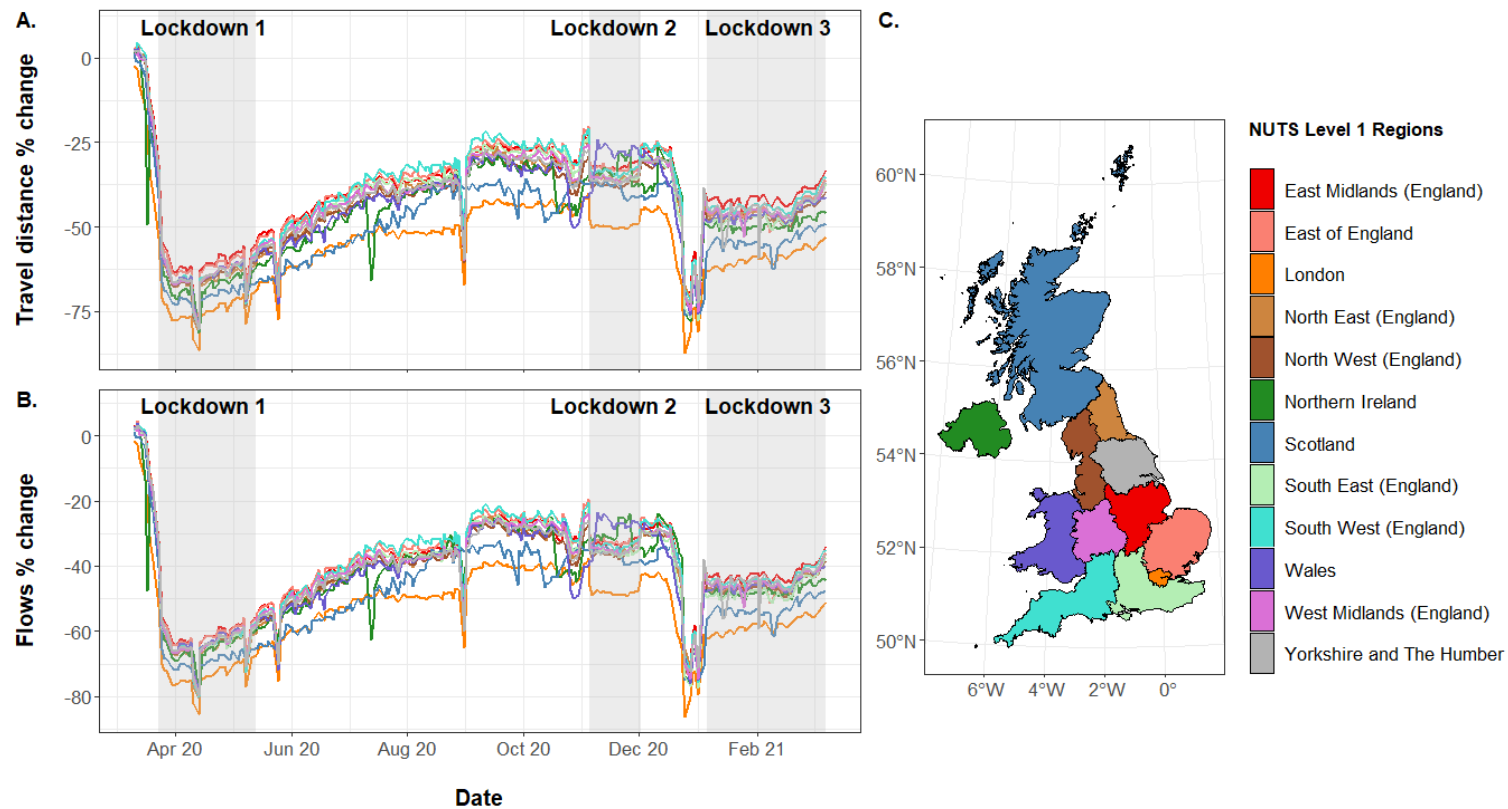 A.
Lockdown 1
Lockdown 2
Lockdown 3
Travel distance % change
0
-25
-50
-75
B.
Lockdown 1
Lockdown 2
Lockdown 3
Flows % change
0
-20
-40
-60
-80
Apr 20
Jun 20
Aug 20
Oct 20
Dec 20
Feb 21
Date
C.
60°N
58°N
56°N
54°N
52°N
50°N
6°W
4°W
2°W
0°
NUTS Level 1 Regions
East Midlands (England)
East of England
London
North East (England)
North West (England)
Northern Ireland
Scotland
South East (England)
South West (England)
Wales
West Midlands (England)
Yorkshire and The Humber